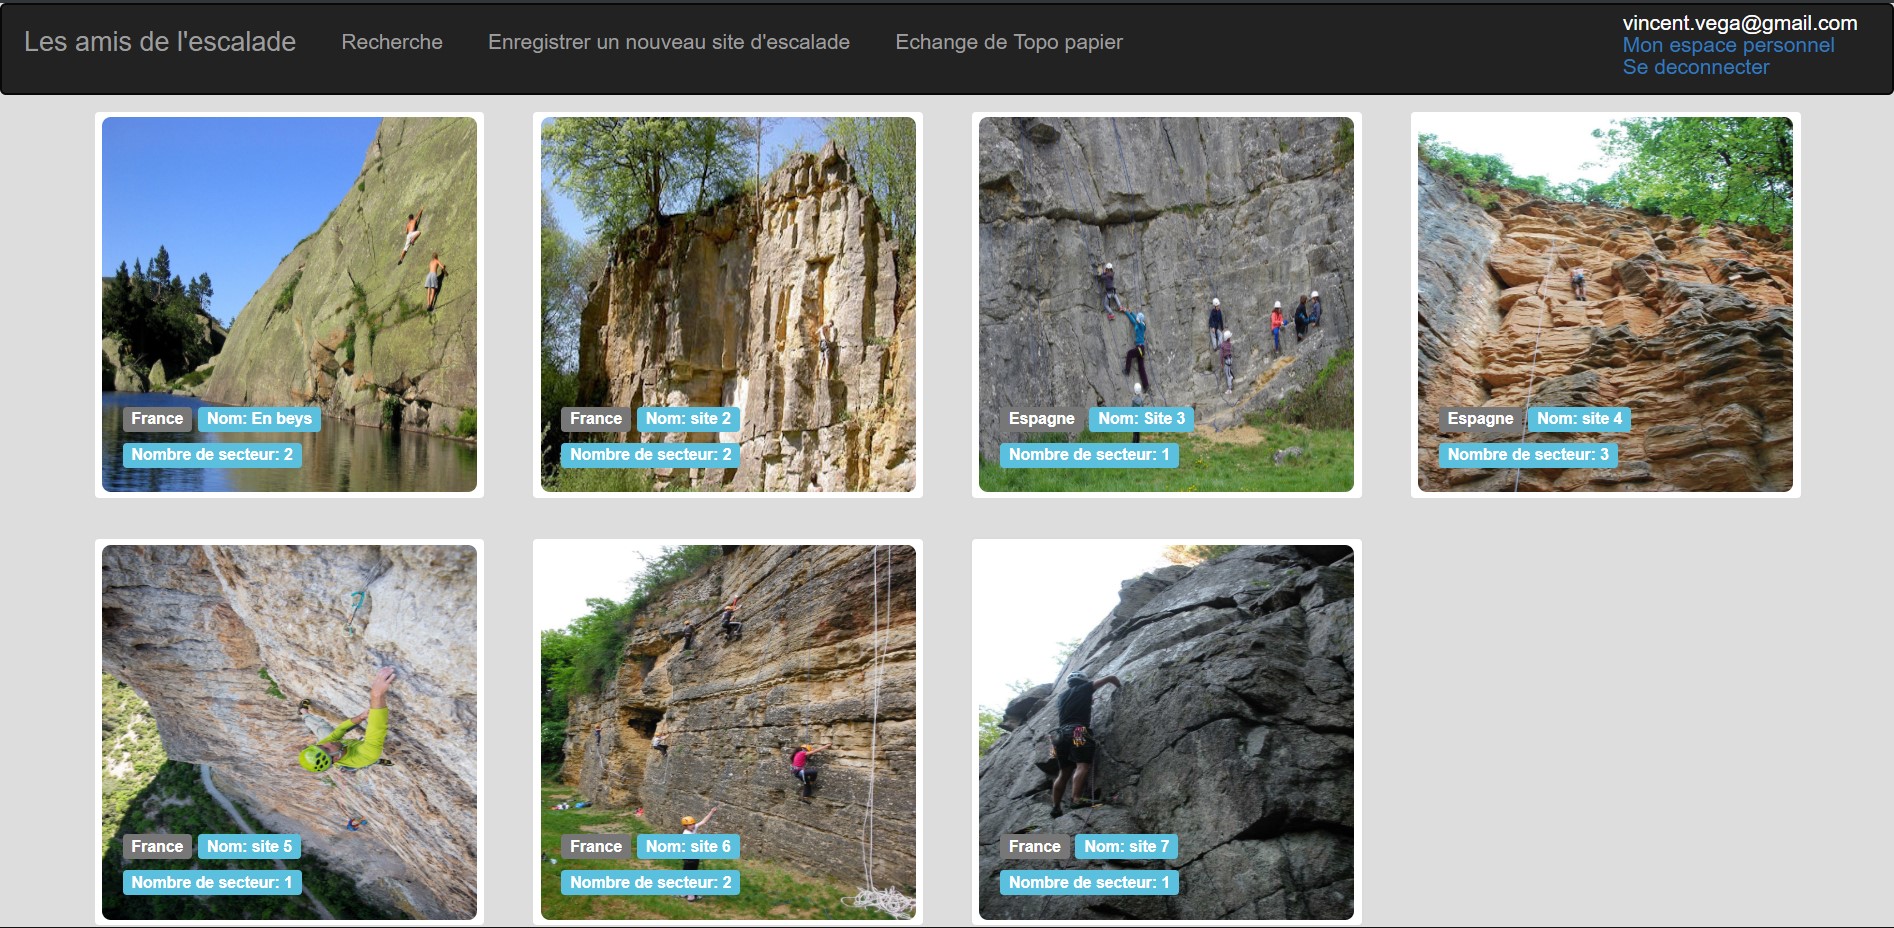 Les amis de l'escalade Recherche Enregistrer un nouveau site d'escalade Echange de Topo papier
vincent.vega@gmail.com
Mon espace personnel
Se deconnecter
France Nom: En beys
Nombre de secteur: 2
France Nom: site 2
Nombre de secteur: 2
Espagne Nom: Site 3
Nombre de secteur: 1
Espagne Nom: site 4
Nombre de secteur: 3
France Nom: site 5
Nombre de secteur: 1
France Nom: site 6
Nombre de secteur: 2
France Nom: site 7
Nombre de secteur: 1